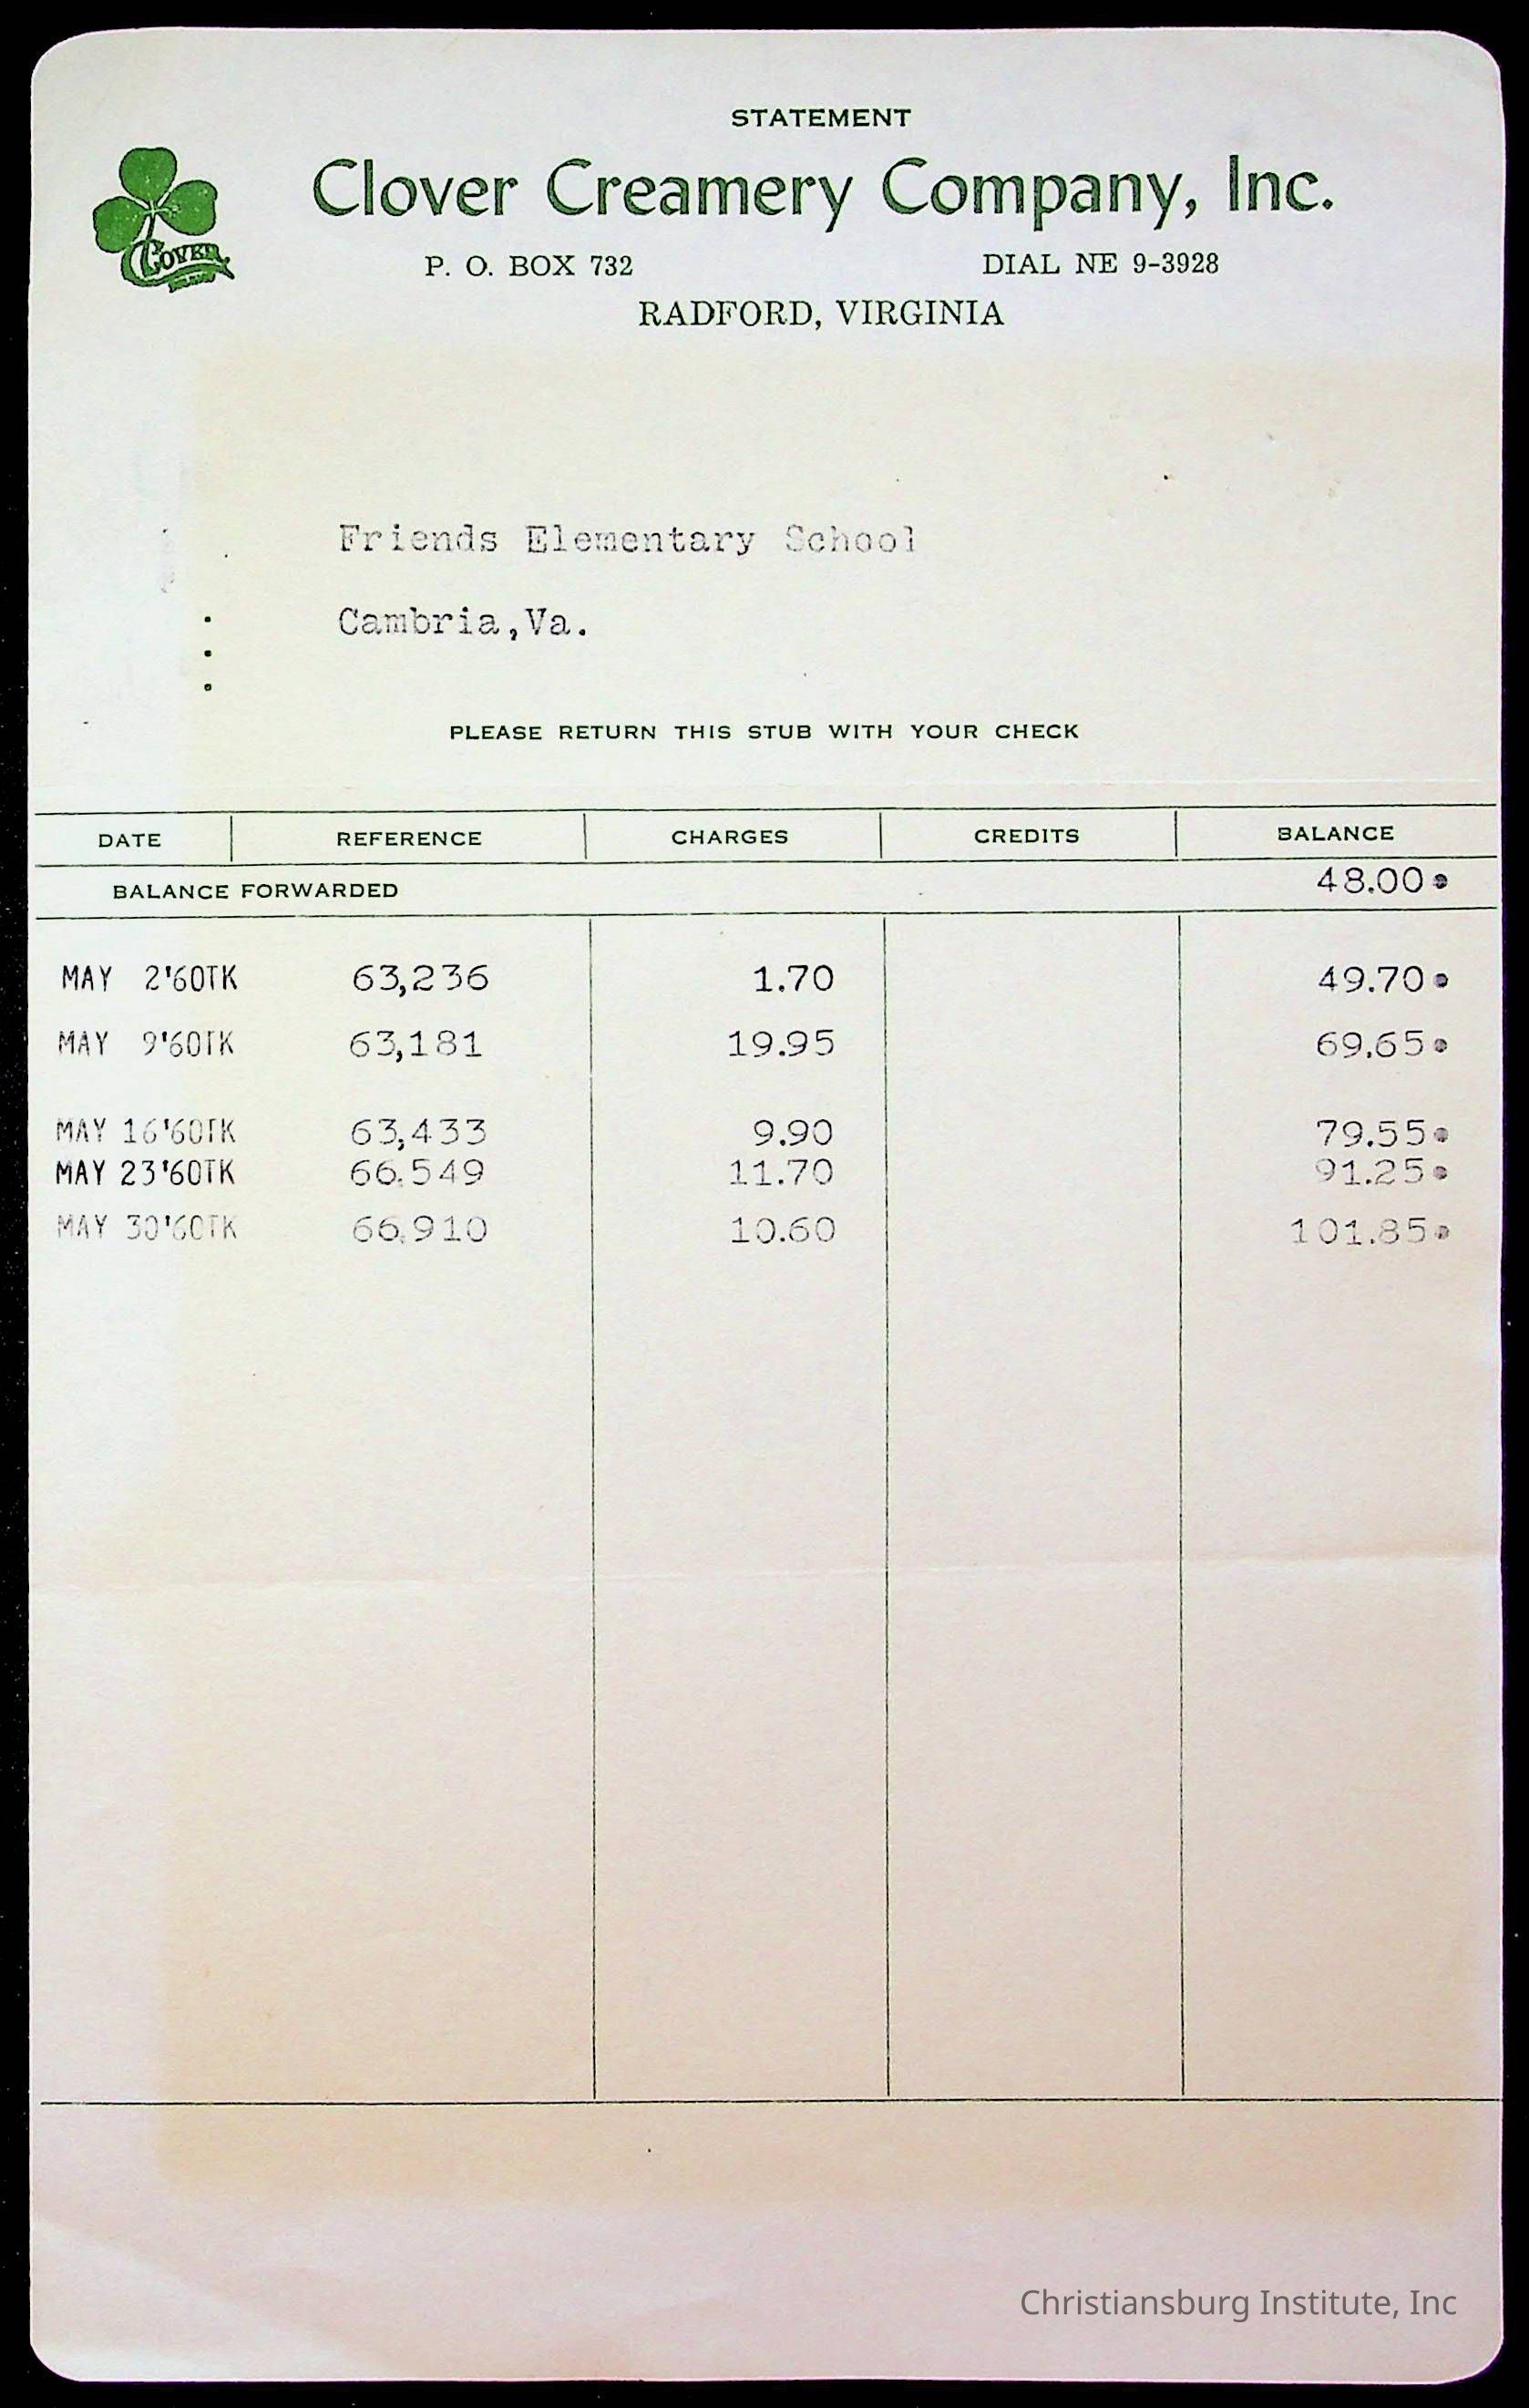 STATEMENT
Clover Creamery Company, Inc.
CLOVER
P. O. BOX 732 DIAL NE 9-3928
RADFORD, VIRGINIA
Friends Elementary School
Cambria,Va.
PLEASE RETURN THIS STUB WITH YOUR CHECK
DATE REFERENCE CHARGES CREDITS BALANCE
BALANCE FORWARDED 48.00
MAY 2'60TK 63,236 1.70 49.70
MAY 9'60TK 63,181 19.95 69.65
MAY 16'60TK 63,433 9.90 79.55
MAY 23'60TK 66,549 11.70 91.25
MAY 30'60TK 66,910 10.60 101.85
Christiansburg Institute, Inc